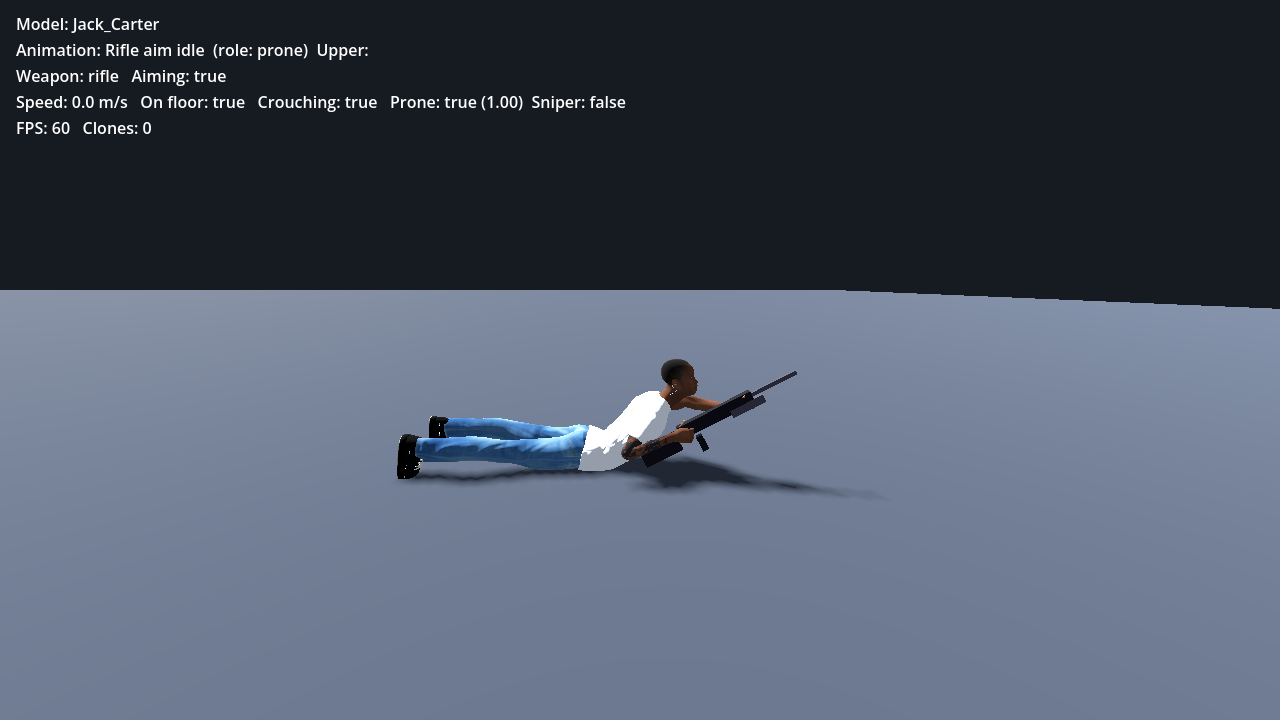 Model: Jack_Carter
Animation: Rifle aim idle  (role: prone)  Upper:
Weapon: rifle   Aiming: true
Speed: 0.0 m/s   On floor: true   Crouching: true   Prone: true (1.00)  Sniper: false
FPS: 60   Clones: 0